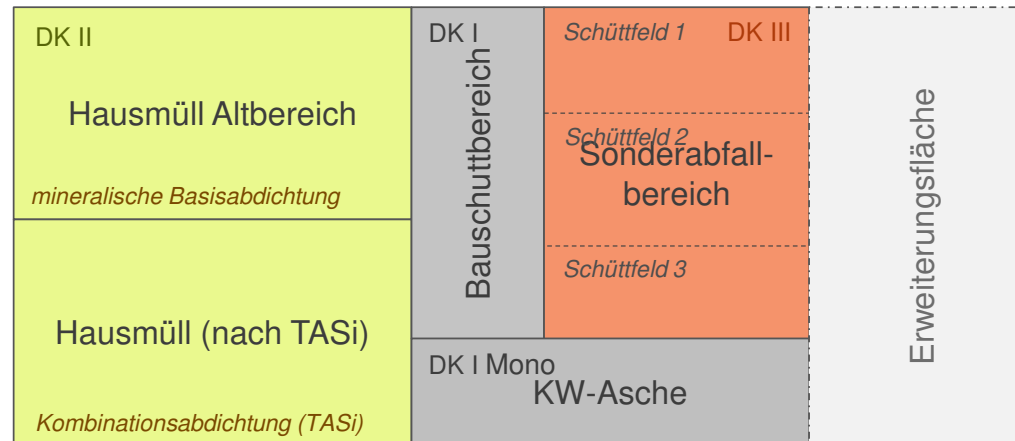 DK II
Hausmüll Altbereich
mineralische Basisabdichtung
Hausmüll (nach TASi)
Kombinationsabdichtung (TASi)
DK I
Bauschuttbereich
Schüttfeld 1
DK III
Schüttfeld 2
Sonderabfall-
bereich
Schüttfeld 3
DK I Mono
KW-Asche
Erweiterungsfläche